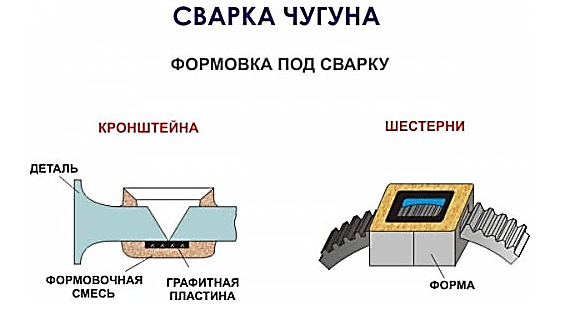 СВАРКА ЧУГУНА
ФОРМОВКА ПОД СВАРКУ
КРОНШТЕЙНА
ШЕСТЕРНИ
ДЕТАЛЬ
ФОРМОВОЧНАЯ
СМЕСЬ
ГРАФИТНАЯ
ПЛАСТИНА
ФОРМА